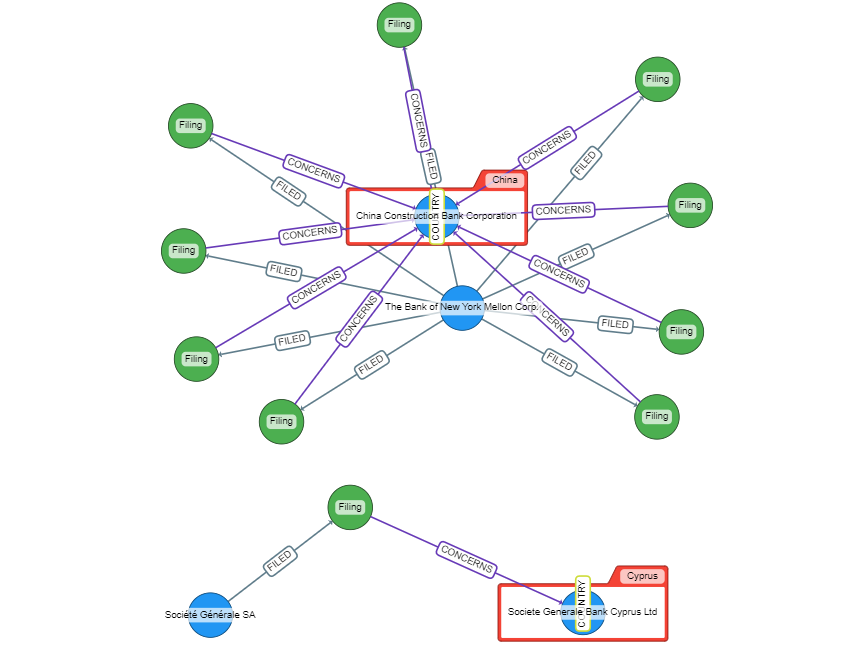 Filing
Filing
CONCERNS
Filing
CONCERNS
FILED
FILED
CONCERNS
China
FILED
COUNTRY
Filing
CONCERNS
China Construction Bank Corporation
CONCERNS
Filing
FILED
FILED
CONCERNS
CONCERNS
The Bank of New York Mellon Corp...
CONCERNS
CONCERNS
FILED
Filing
FILED
Filing
FILED
FILED
Filing
Filing
Filing
FILED
CONCERNS
Cyprus
COUNTRY
Société Générale SA
Societe Generale Bank Cyprus Ltd